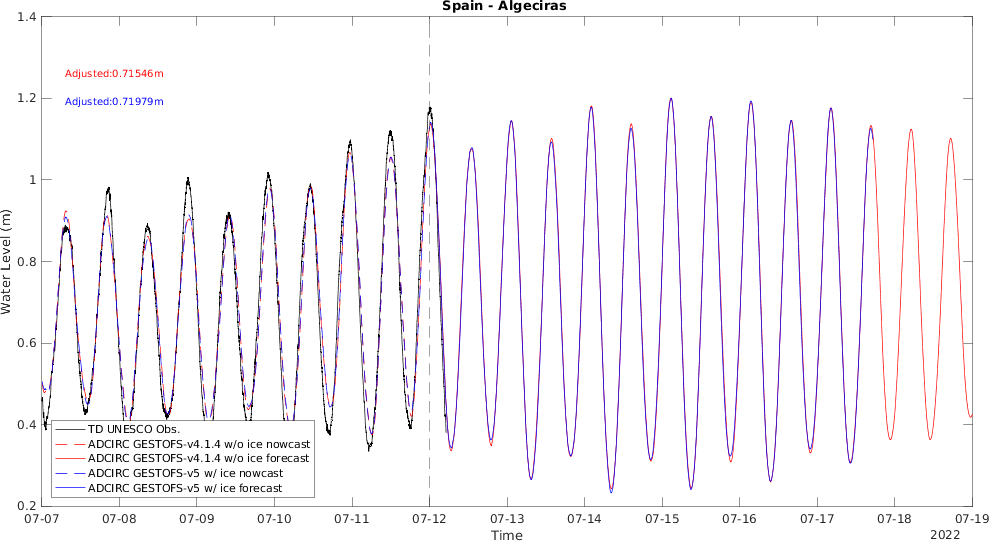 Spain - Algeciras
1.4
1.2
1
0.8
0.6
0.4
0.2
Water Level (m)
Adjusted:0.71546m
Adjusted:0.71979m
TD UNESCO Obs.
ADCIRC GESTOFS-v4.1.4 w/o ice nowcast
ADCIRC GESTOFS-v4.1.4 w/o ice forecast
ADCIRC GESTOFS-v5 w/ ice nowcast
ADCIRC GESTOFS-v5 w/ ice forecast
07-07 07-08 07-09 07-10 07-11 07-12 07-13 07-14 07-15 07-16 07-17 07-18 07-19
Time
2022